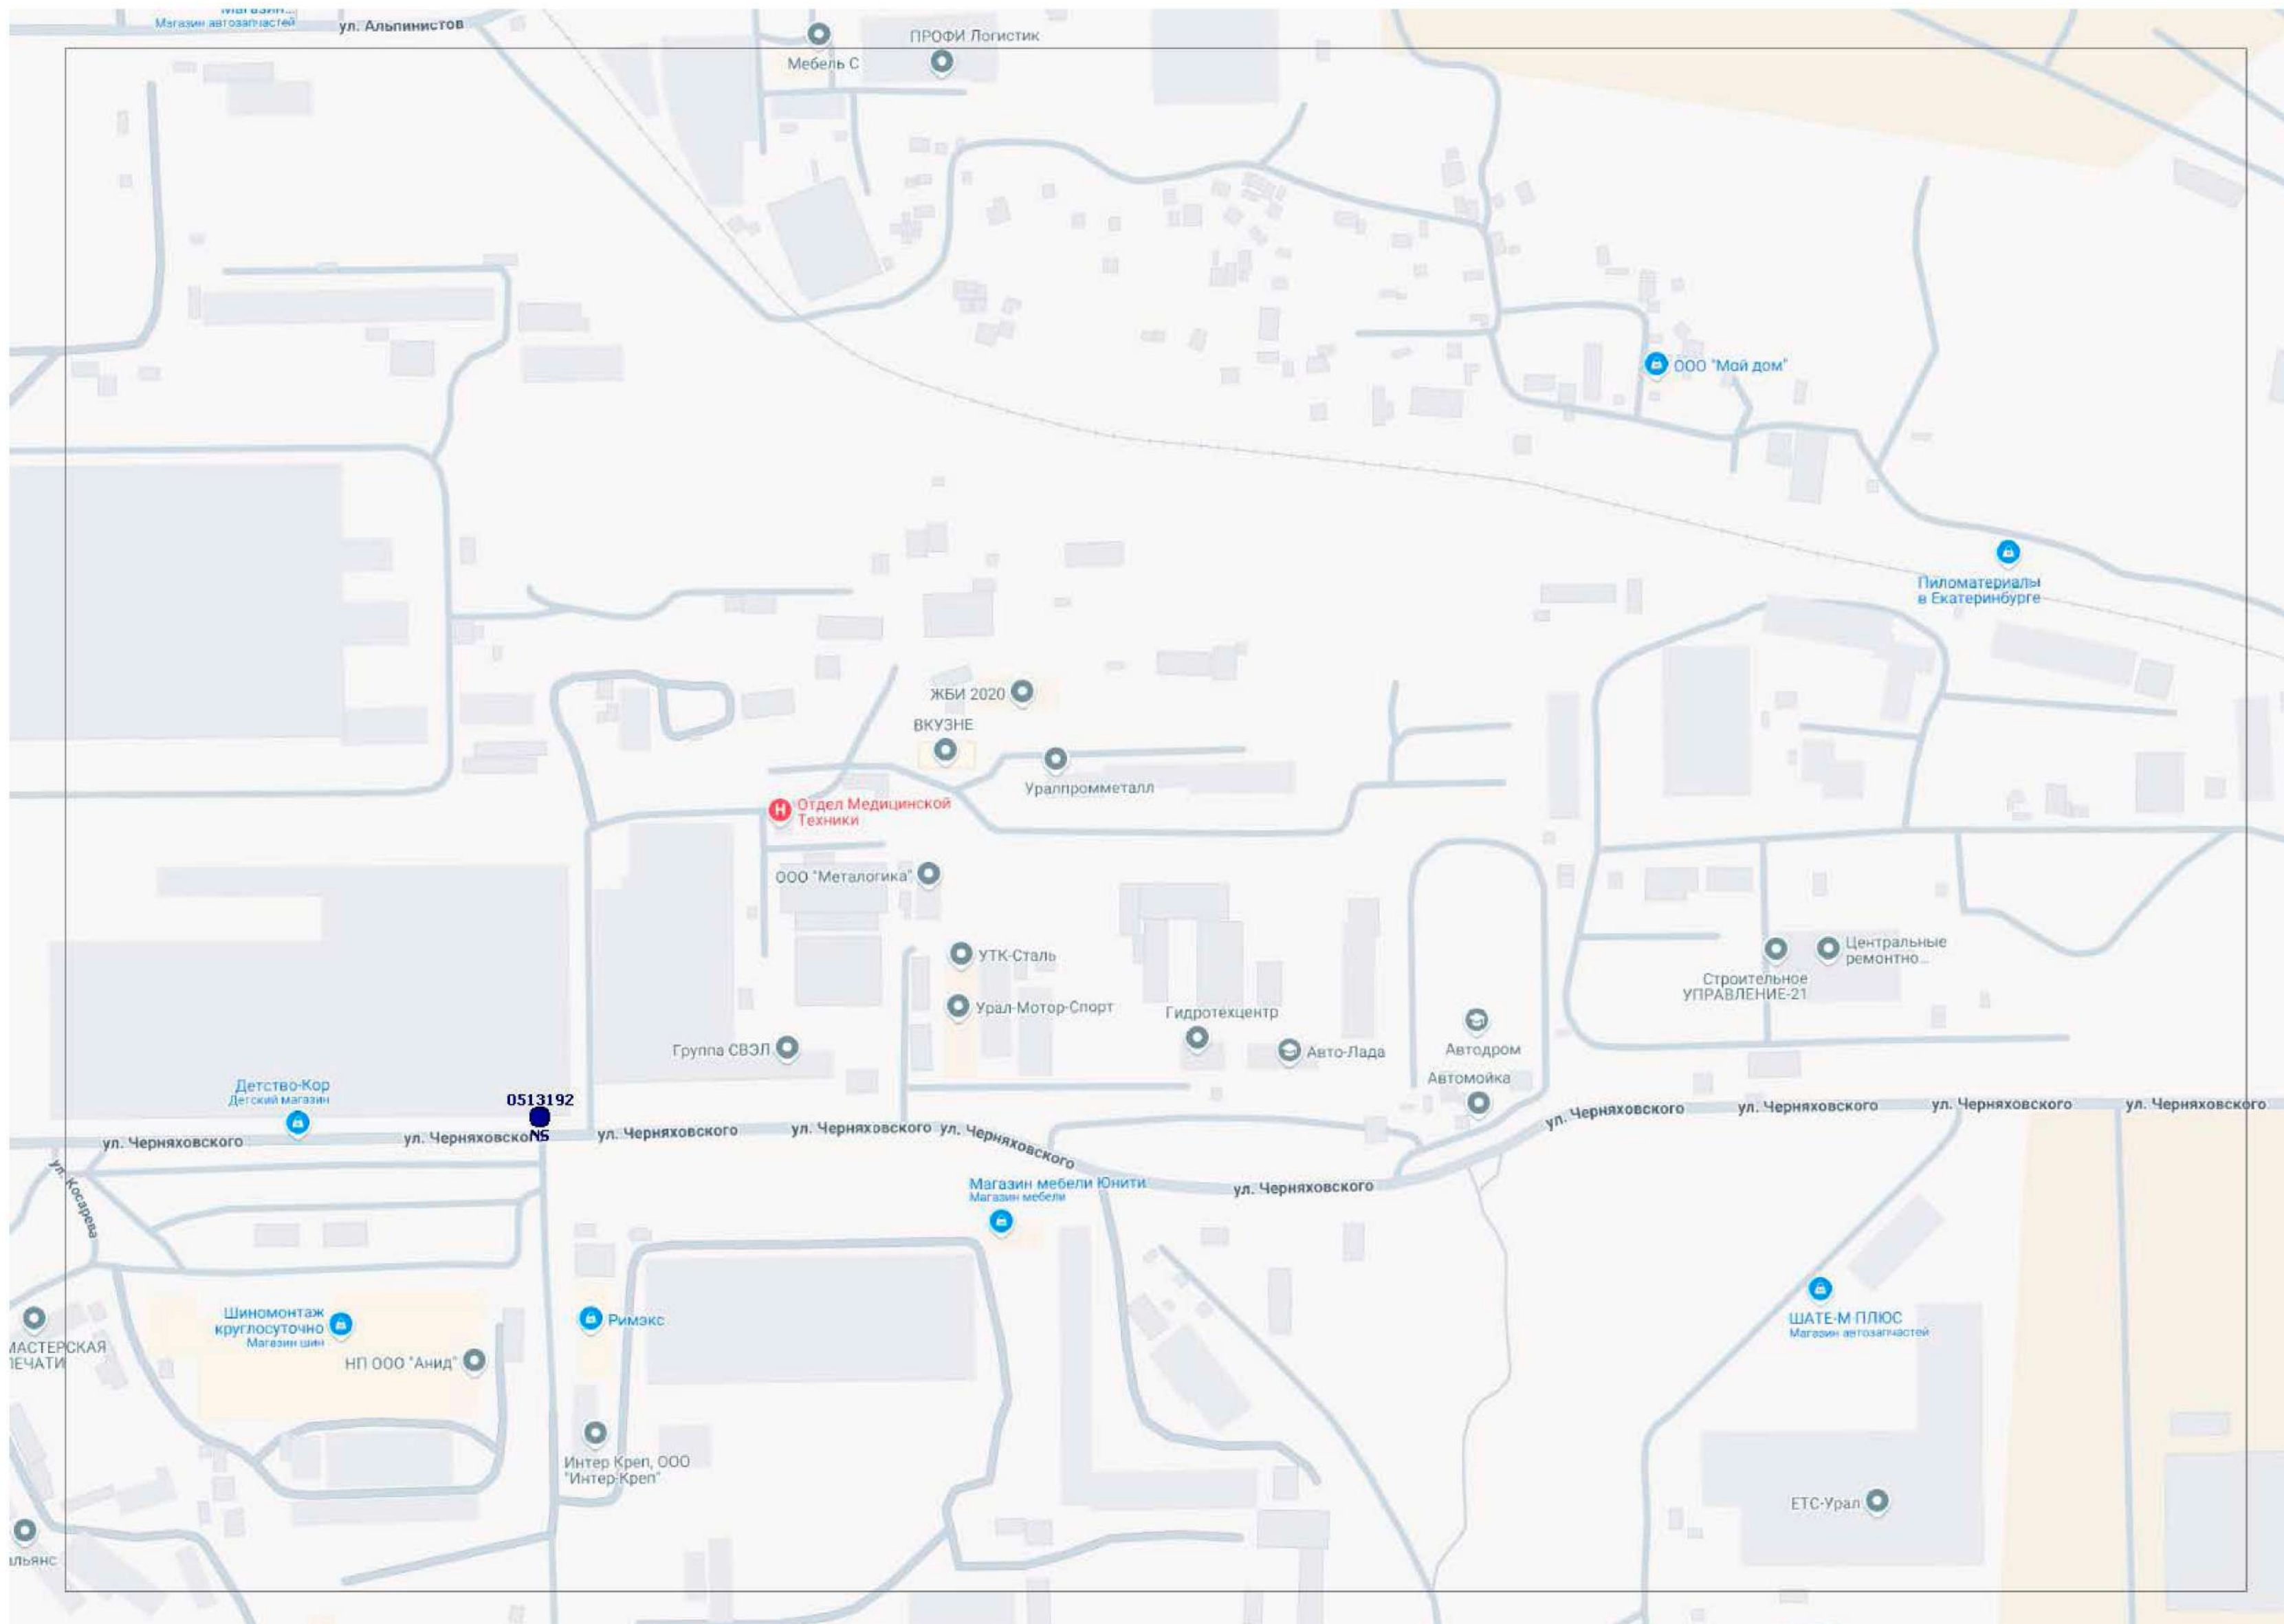 Магазин автозапчастей
ул. Альпинистов
ПРОФИ Логистик
Мебель С
ООО "Мой дом"
Пиломатериалы
в Екатеринбурге
ЖБИ 2020
ВКУЗНЕ
Уралпромметалл
Отдел Медицинской
Техники
ООО "Металогика"
УТК-Сталь
Центральные
ремонтно...
Строительное
УПРАВЛЕНИЕ-21
Урал-Мотор-Спорт
Гидротехцентр
Группа СВЭЛ
Авто-Лада
Автодром
Автомойка
Детство-Кор
Детский магазин
0513192
NS
ул. Черняховского
ул. Черняховского
ул. Черняховского
ул. Черняховского
ул. Черняховского
ул. Черняховского
ул. Черняховского
ул. Черняховского
ул. Черняховского
ул. Черняховского
ул. Косарева
Магазин мебели Юнити
Магазин мебели
Шиномонтаж
круглосуточно
Магазин шин
Римэкс
ШАТЕ-М ПЛЮС
Магазин автозапчастей
МАСТЕРСКАЯ
ПЕЧАТИ
НП ООО "Анид"
Интер Креп, ООО
"Интер-Креп"
ЕТС-Урал
льянс